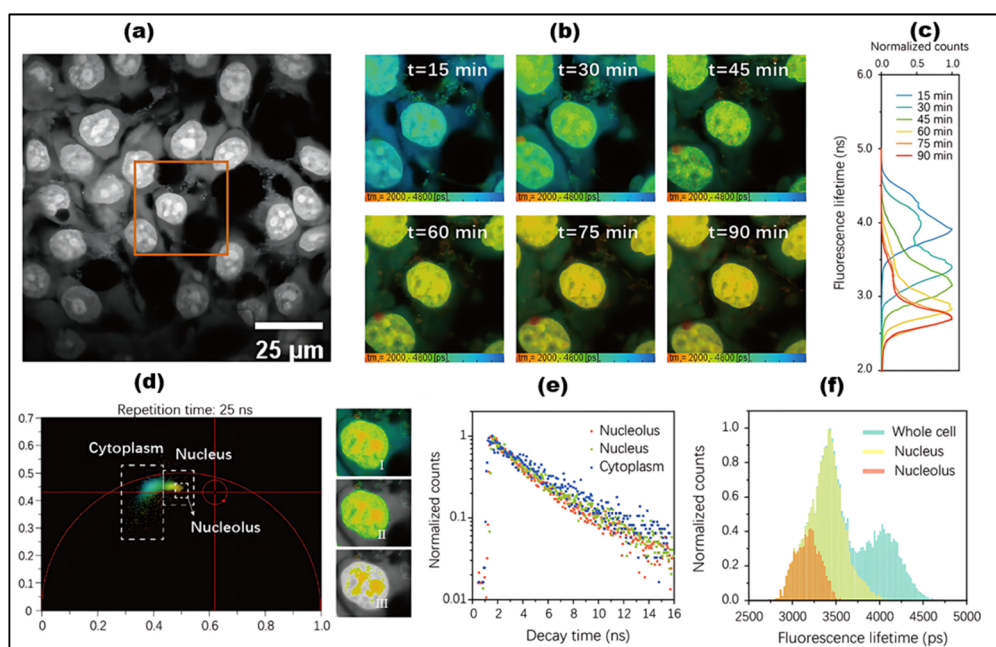 (a)
25 μm
(b)
t=15 min
t=30 min
t=45 min
tm = 2000 - 4800 [ps]
tm = 2000 - 4800 [ps]
tm = 2000 - 4800 [ps]
t=60 min
t=75 min
t=90 min
tm = 2000 - 4800 [ps]
tm = 2000 - 4800 [ps]
tm = 2000 - 4800 [ps]
(c)
Normalized counts
0.0 0.5 1.0
6.0
5.0
4.0
3.0
2.0
Fluorescence lifetime (ns)
15 min
30 min
45 min
60 min
75 min
90 min
(d)
Repetition time: 25 ns
0.7
0.6
0.5
0.4
0.3
0.2
0.1
0
Cytoplasm
Nucleus
Nucleolus
0 0.2 0.4 0.6 0.8 1.0
I
II
III
(e)
Normalized counts
1
0.1
0.01
Nucleolus
Nucleus
Cytoplasm
0 2 4 6 8 10 12 14 16
Decay time (ns)
(f)
Normalized counts
1.0
0.8
0.6
0.4
0.2
0.0
Whole cell
Nucleus
Nucleolus
2500 3000 3500 4000 4500 5000
Fluorescence lifetime (ps)